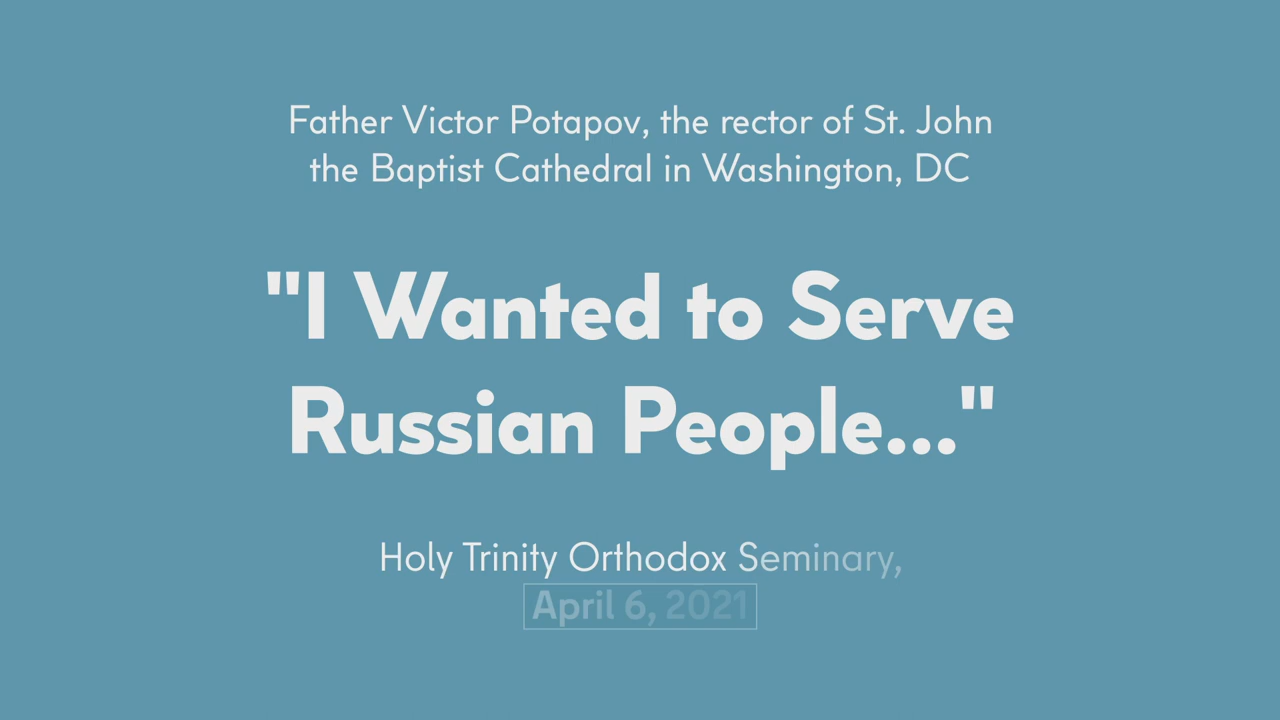 Father Victor Potapov, the rector of St. John
the Baptist Cathedral in Washington, DC
"I Wanted to Serve
Russian People..."
Holy Trinity Orthodox Seminary,
April 6, 2021